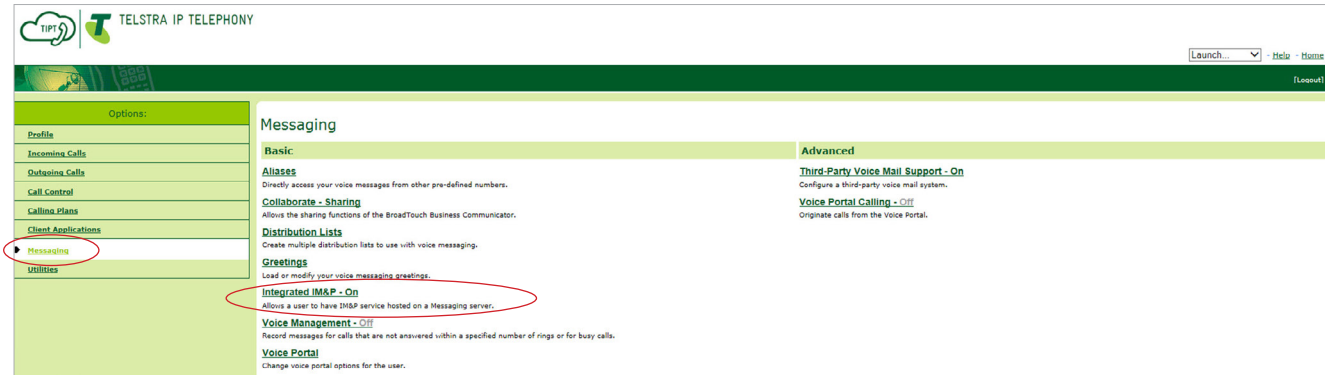 TIPT
TELSTRA IP TELEPHONY
Launch... - Help - Home
[Logout]
Options:
Profile
Incoming Calls
Outgoing Calls
Call Control
Calling Plans
Client Applications
Messaging
Utilities
Messaging
Basic
Aliases
Directly access your voice messages from other pre-defined numbers.
Collaborate - Sharing
Allows the sharing functions of the BroadTouch Business Communicator.
Distribution Lists
Create multiple distribution lists to use with voice messaging.
Greetings
Load or modify your voice messaging greetings.
Integrated IM&P - On
Allows a user to have IM&P service hosted on a Messaging server.
Voice Management - Off
Record messages for calls that are not answered within a specified number of rings or for busy calls.
Voice Portal
Change voice portal options for the user.
Advanced
Third-Party Voice Mail Support - On
Configure a third-party voice mail system.
Voice Portal Calling - Off
Originate calls from the Voice Portal.